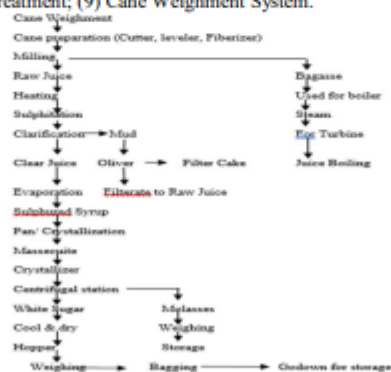 reatment; (9) Cane Weighment System.
Cane Weighment
Cane preparation (Cutter, leveler, Fiberizer)
Milling
Raw Juice Bagasse
Heating Used for boiler
Sulphitation Steam
Clarification Mud For Turbine
Clear Juice Oliver Filter Cake Juice Boiling
Evaporation Filterate to Raw Juice
Sulphured Syrup
Pan/ Crystallization
Massecuite
Crystallizer
Centrifugal station
White Sugar Molasses
Cool & dry Weighing
Hopper Storage
Weighing Bagging Godown for storage